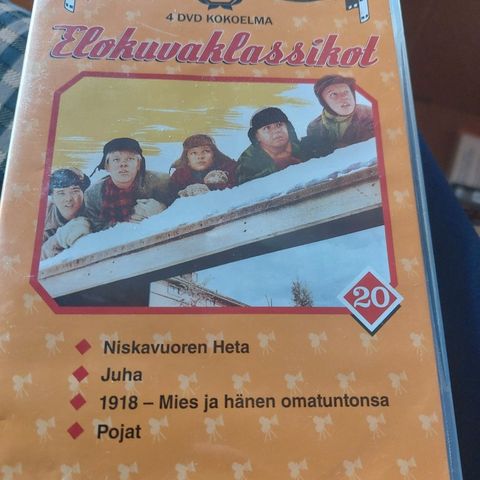 4 DVD KOKOELMA
Elokuvaklassikot
20
Niskavuoren Heta
Juha
1918 – Mies ja hänen omatuntonsa
Pojat